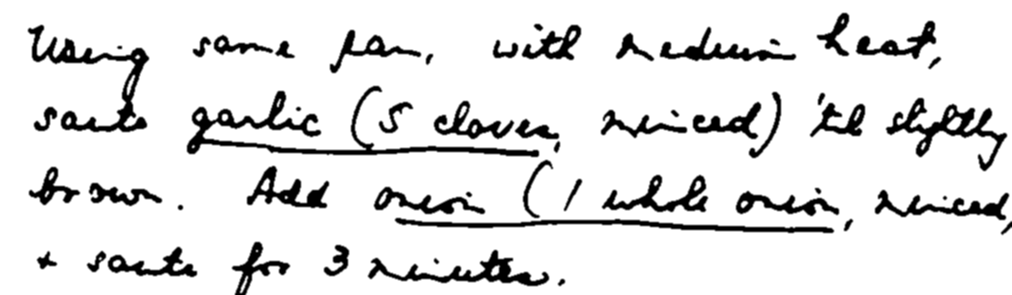 Using same pan, with medium heat,
saute garlic (5 cloves, minced) 'til slightly
brown. Add onion (1 whole onion, minced,
+ saute for 3 minutes.